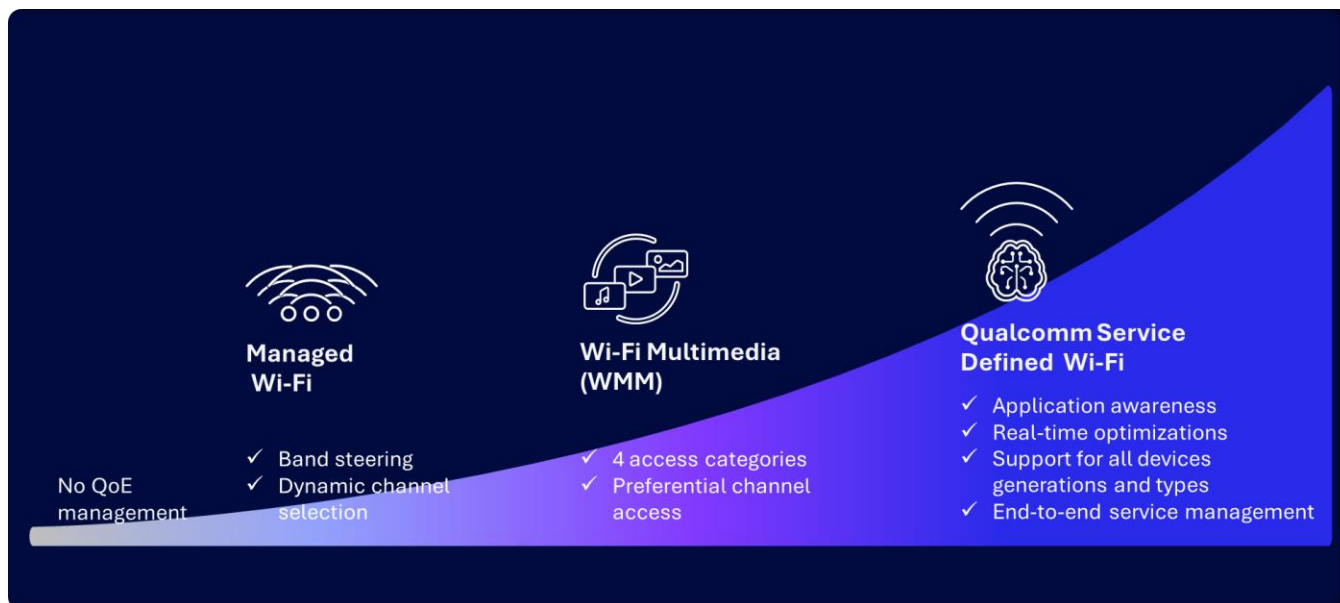 No QoE
management
Managed
Wi-Fi
✓ Band steering
✓ Dynamic channel
selection
Wi-Fi Multimedia
(WMM)
✓ 4 access categories
✓ Preferential channel
access
Qualcomm Service
Defined Wi-Fi
✓ Application awareness
✓ Real-time optimizations
✓ Support for all devices
generations and types
✓ End-to-end service management